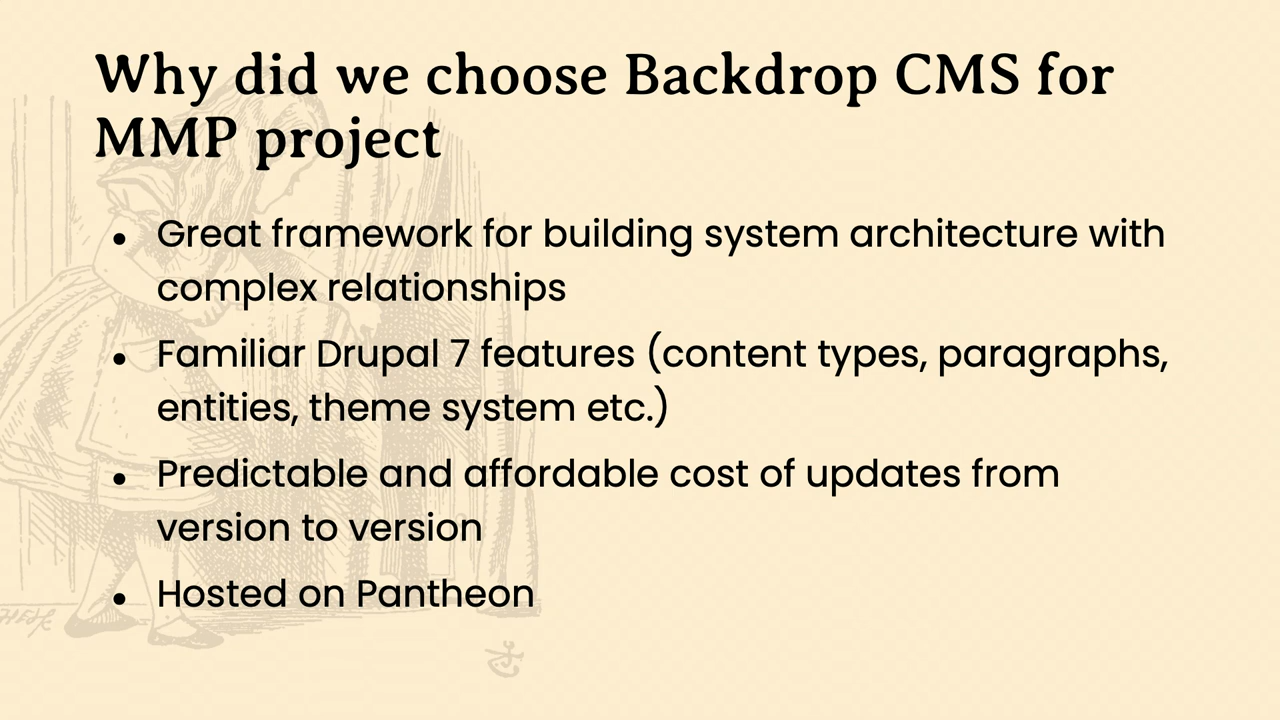 Why did we choose Backdrop CMS for
MMP project
• Great framework for building system architecture with
complex relationships
• Familiar Drupal 7 features (content types, paragraphs,
entities, theme system etc.)
• Predictable and affordable cost of updates from
version to version
• Hosted on Pantheon